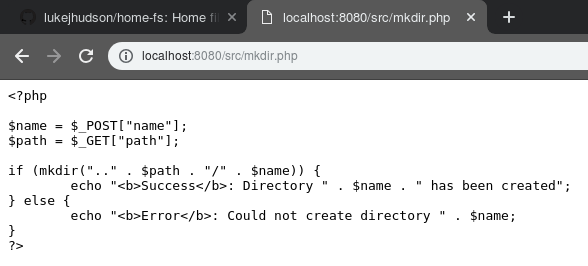 lukejhudson/home-fs: Home fi
localhost:8080/src/mkdir.php
localhost:8080/src/mkdir.php
<?php
$name = $_POST["name"];
$path = $_GET["path"];
if (mkdir(".." . $path . "/" . $name)) {
        echo "<b>Success</b>: Directory " . $name . " has been created";
} else {
        echo "<b>Error</b>: Could not create directory " . $name;
}
?>